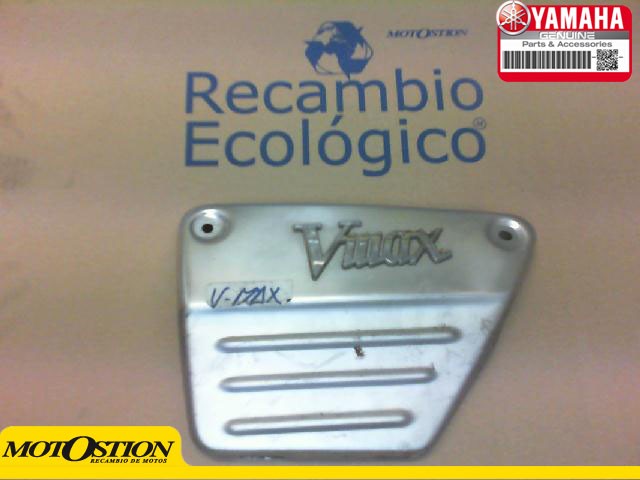 YAMAHA
GENUINE
Parts & Accessories
MOTOSTION
Recambio
Ecológico
Vmax
V-MAX.
MOTOSTION
RECAMBIO DE MOTOS